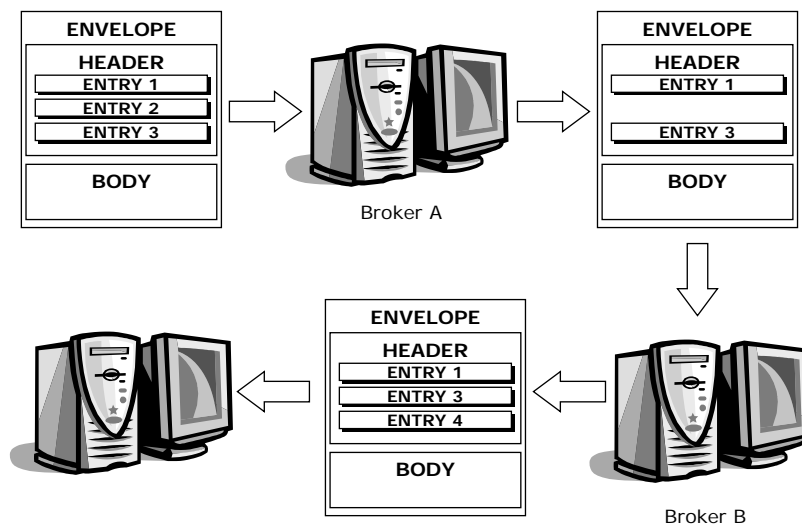 ENVELOPE
HEADER
ENTRY 1
ENTRY 2
ENTRY 3
BODY
Broker A
ENVELOPE
HEADER
ENTRY 1
ENTRY 3
BODY
ENVELOPE
HEADER
ENTRY 1
ENTRY 3
ENTRY 4
BODY
Broker B